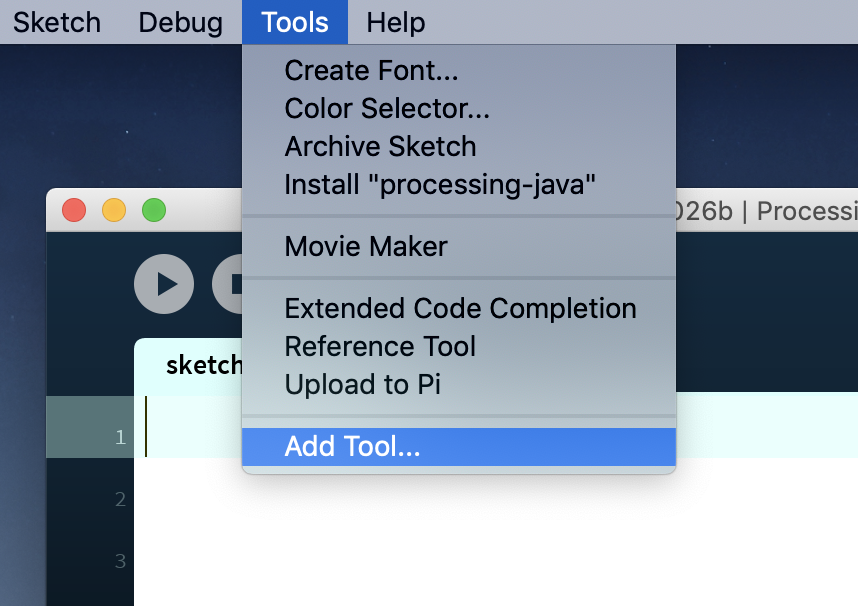 Sketch Debug Tools Help
Create Font...
Color Selector...
Archive Sketch
Install "processing-java"
026b | Processi
Movie Maker
Extended Code Completion
Reference Tool
sketch
Upload to Pi
1
Add Tool...
2
3